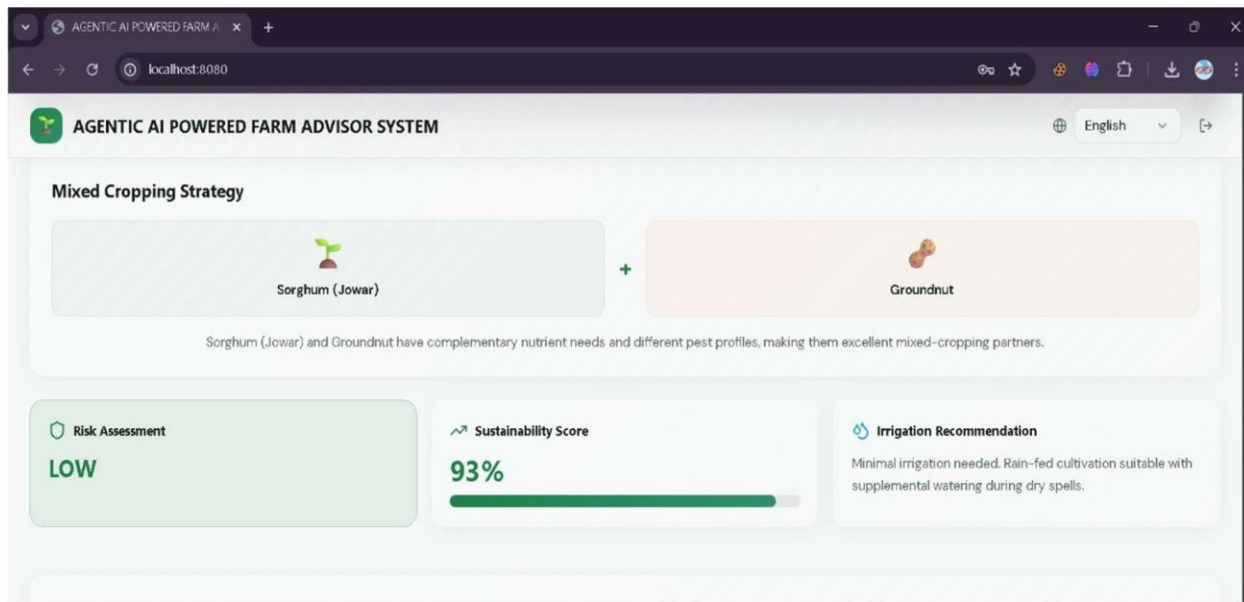 AGENTIC AI POWERED FARM A
localhost:8080
AGENTIC AI POWERED FARM ADVISOR SYSTEM
English
Mixed Cropping Strategy
Sorghum (Jowar)
+
Groundnut
Sorghum (Jowar) and Groundnut have complementary nutrient needs and different pest profiles, making them excellent mixed-cropping partners.
Risk Assessment
LOW
Sustainability Score
93%
Irrigation Recommendation
Minimal irrigation needed. Rain-fed cultivation suitable with
supplemental watering during dry spells.